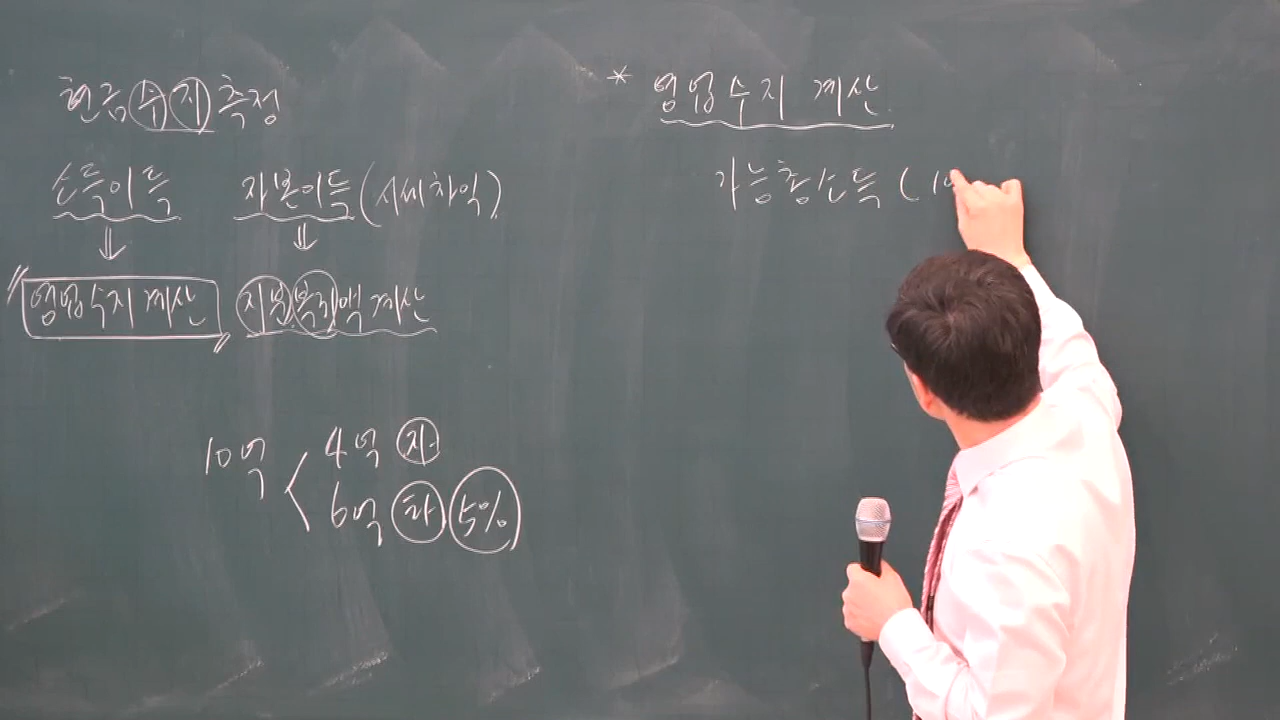 현금수지측정
소득이득 자본이득(시세차익)
⇓ ⇓
영업수지 계산 지분복귀액 계산
10억 < 4억 자
6억 타 5%
* 영업수지 계산
가능총소득 (10